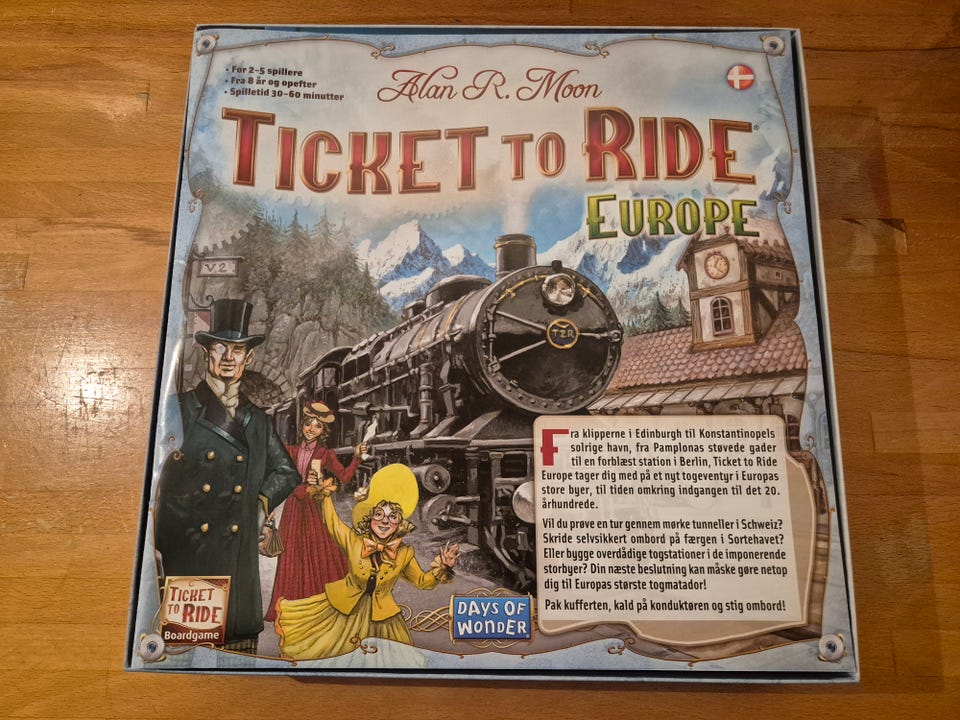 • For 2-5 spillere
• Fra 8 år og opefter
• Spilletid 30-60 minutter
Alan R. Moon
TICKET TO RIDE®
EUROPE
V2
T2R
Fra klipperne i Edinburgh til Konstantinopels
solrige havn, fra Pamplonas støvede gader
til en forblæst station i Berlin, Ticket to Ride
Europe tager dig med på et nyt togeventyr i Europas
store byer, til tiden omkring indgangen til det 20.
århundrede.
Vil du prøve en tur gennem mørke tunneller i Schweiz?
Skride selvsikkert ombord på færgen i Sortehavet?
Eller bygge overdådige togstationer i de imponerende
storbyer? Din næste beslutning kan måske gøre netop
dig til Europas største togmatador!
Pak kufferten, kald på konduktøren og stig ombord!
TICKET
TO
RIDE
Boardgame
DAYS OF
WONDER